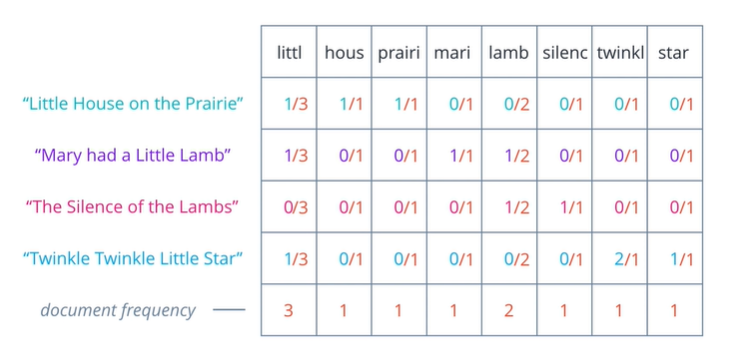 littl hous prairi mari lamb silenc twinkl star
“Little House on the Prairie” 1/3 1/1 1/1 0/1 0/2 0/1 0/1 0/1
“Mary had a Little Lamb” 1/3 0/1 0/1 1/1 1/2 0/1 0/1 0/1
“The Silence of the Lambs” 0/3 0/1 0/1 0/1 1/2 1/1 0/1 0/1
“Twinkle Twinkle Little Star” 1/3 0/1 0/1 0/1 0/2 0/1 2/1 1/1
document frequency 3 1 1 1 2 1 1 1